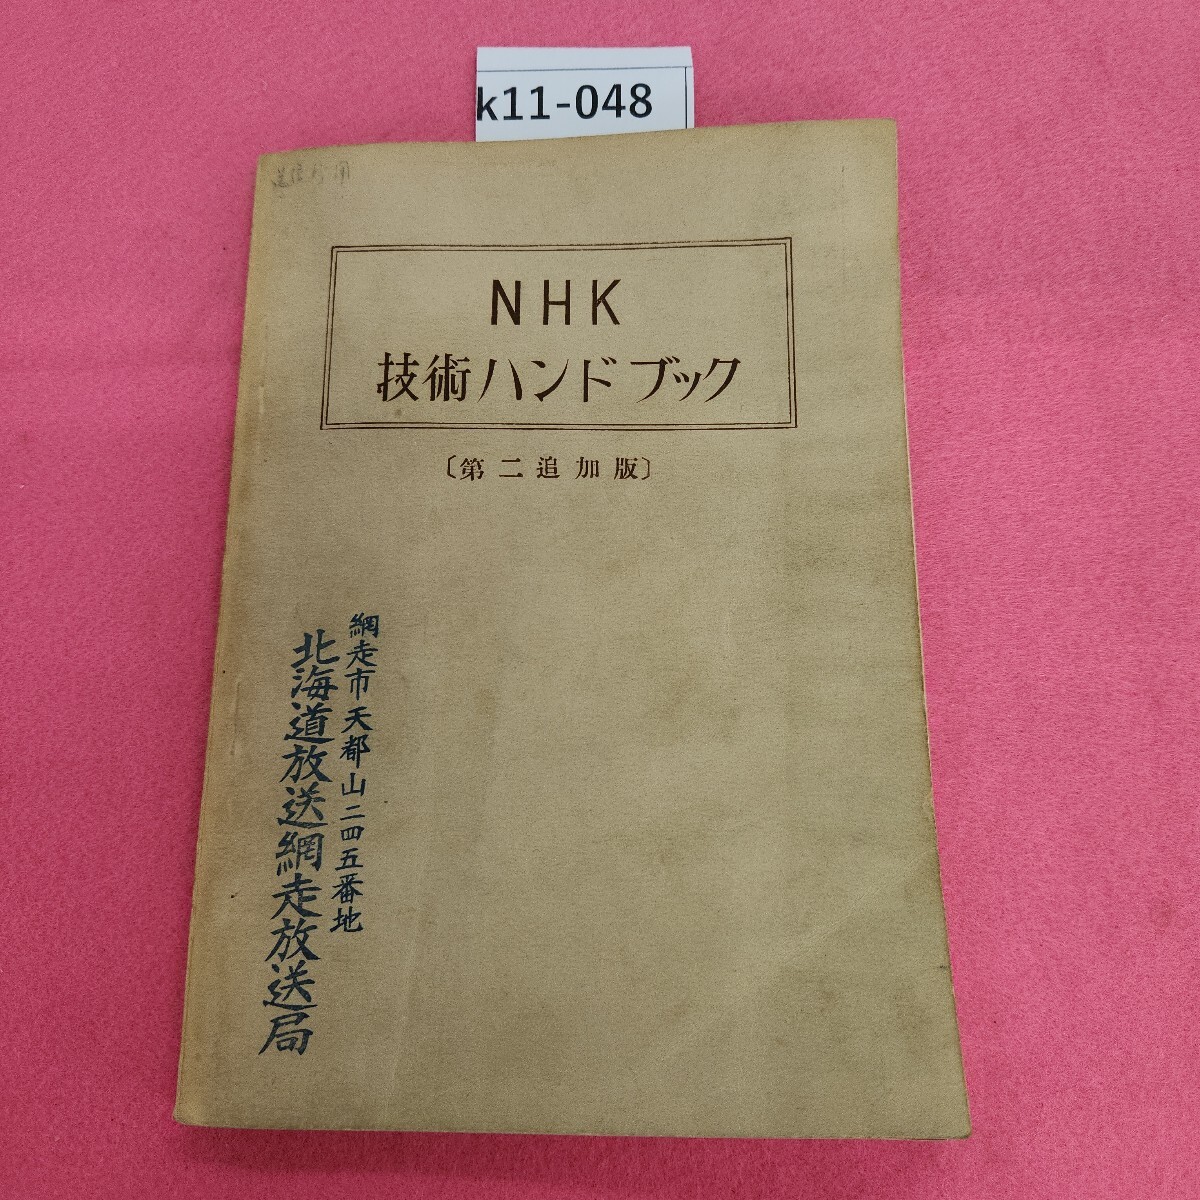 k11-048
NHK
技術ハンドブック
〔第二追加版〕
網走市天都山二四五番地
北海道放送網走放送局